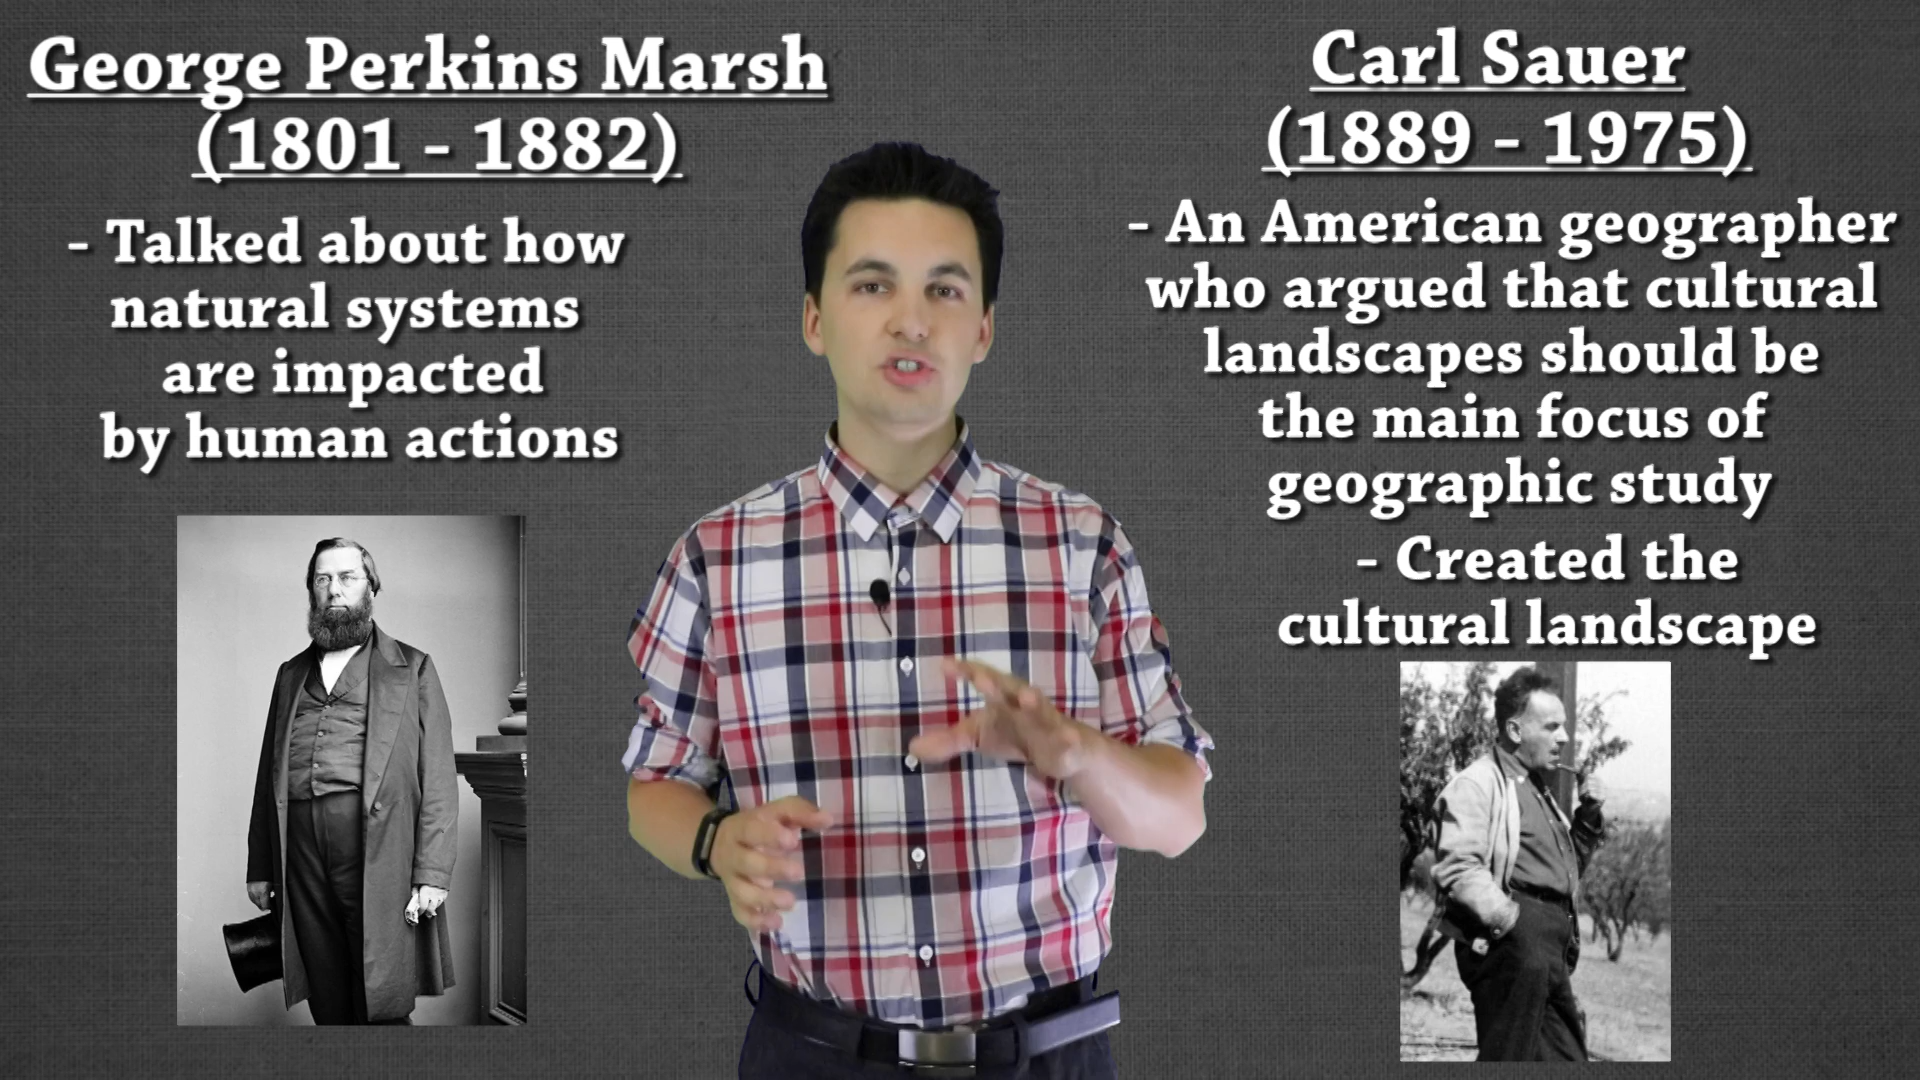 George Perkins Marsh
(1801 - 1882)
- Talked about how
natural systems
are impacted
by human actions
Carl Sauer
(1889 - 1975)
- An American geographer
who argued that cultural
landscapes should be
the main focus of
geographic study
- Created the
cultural landscape